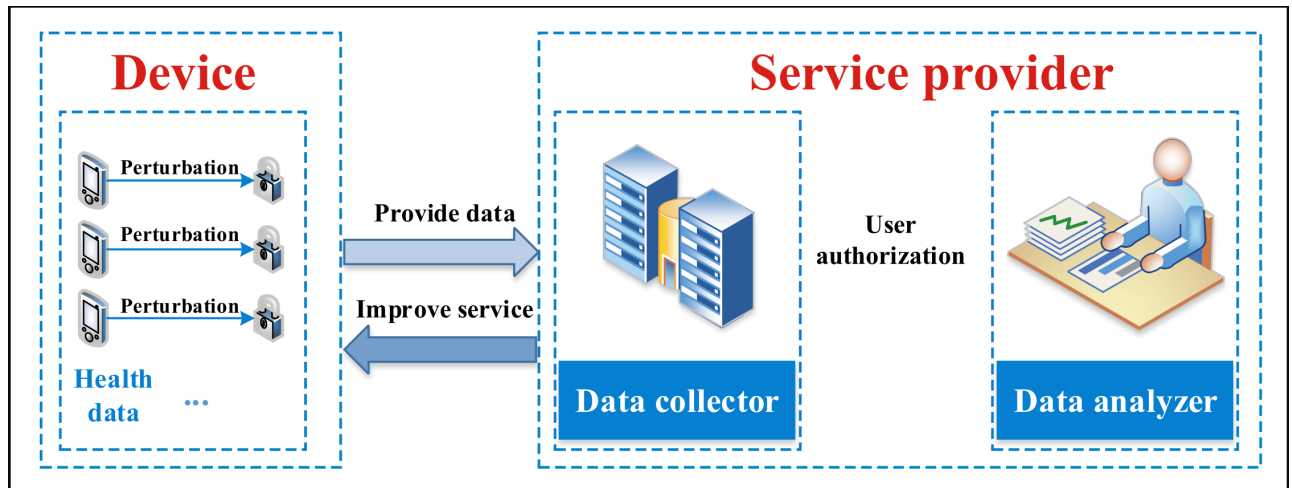 Device
Service provider
Perturbation
Perturbation
Perturbation
Health
data ...
Provide data
Improve service
User
authorization
Data collector
Data analyzer